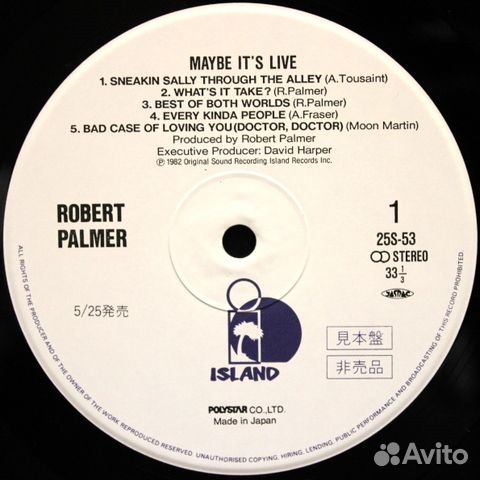 MAYBE IT'S LIVE
1. SNEAKIN SALLY THROUGH THE ALLEY (A.Tousaint)
2. WHAT'S IT TAKE? (R.Palmer)
3. BEST OF BOTH WORLDS (R.Palmer)
4. EVERY KINDA PEOPLE (A.Fraser)
5. BAD CASE OF LOVING YOU (DOCTOR, DOCTOR) (Moon Martin)
Produced by Robert Palmer
Executive Producer: David Harper
Ⓟ 1982 Original Sound Recording Island Records Inc.
ROBERT
PALMER
1
25S-53
STEREO
33 1/3
JASRAC
5/25発売
見本盤
非売品
ISLAND
POLYSTAR CO.,LTD.
Made in Japan
ALL RIGHTS OF THE PRODUCER AND OF THE OWNER OF THE WORK REPRODUCED RESERVED. UNAUTHORISED COPYING, HIRING, LENDING, PUBLIC PERFORMANCE AND BROADCASTING OF THIS RECORD PROHIBITED.
Avito